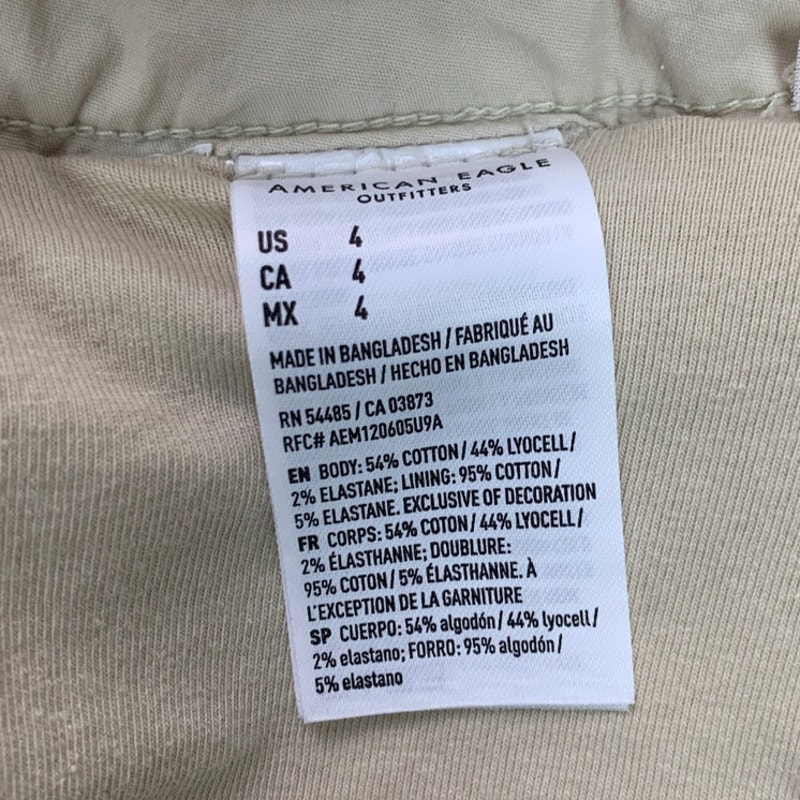 AMERICAN EAGLE
OUTFITTERS
US 4
CA 4
MX 4
MADE IN BANGLADESH / FABRIQUÉ AU
BANGLADESH / HECHO EN BANGLADESH
RN 54485 / CA 03873
RFC# AEM120605U9A
EN BODY: 54% COTTON / 44% LYOCELL /
2% ELASTANE; LINING: 95% COTTON /
5% ELASTANE. EXCLUSIVE OF DECORATION
FR CORPS: 54% COTON / 44% LYOCELL /
2% ÉLASTHANNE; DOUBLURE:
95% COTON / 5% ÉLASTHANNE. À
L'EXCEPTION DE LA GARNITURE
SP CUERPO: 54% algodón / 44% lyocell /
2% elastano; FORRO: 95% algodón /
5% elastano